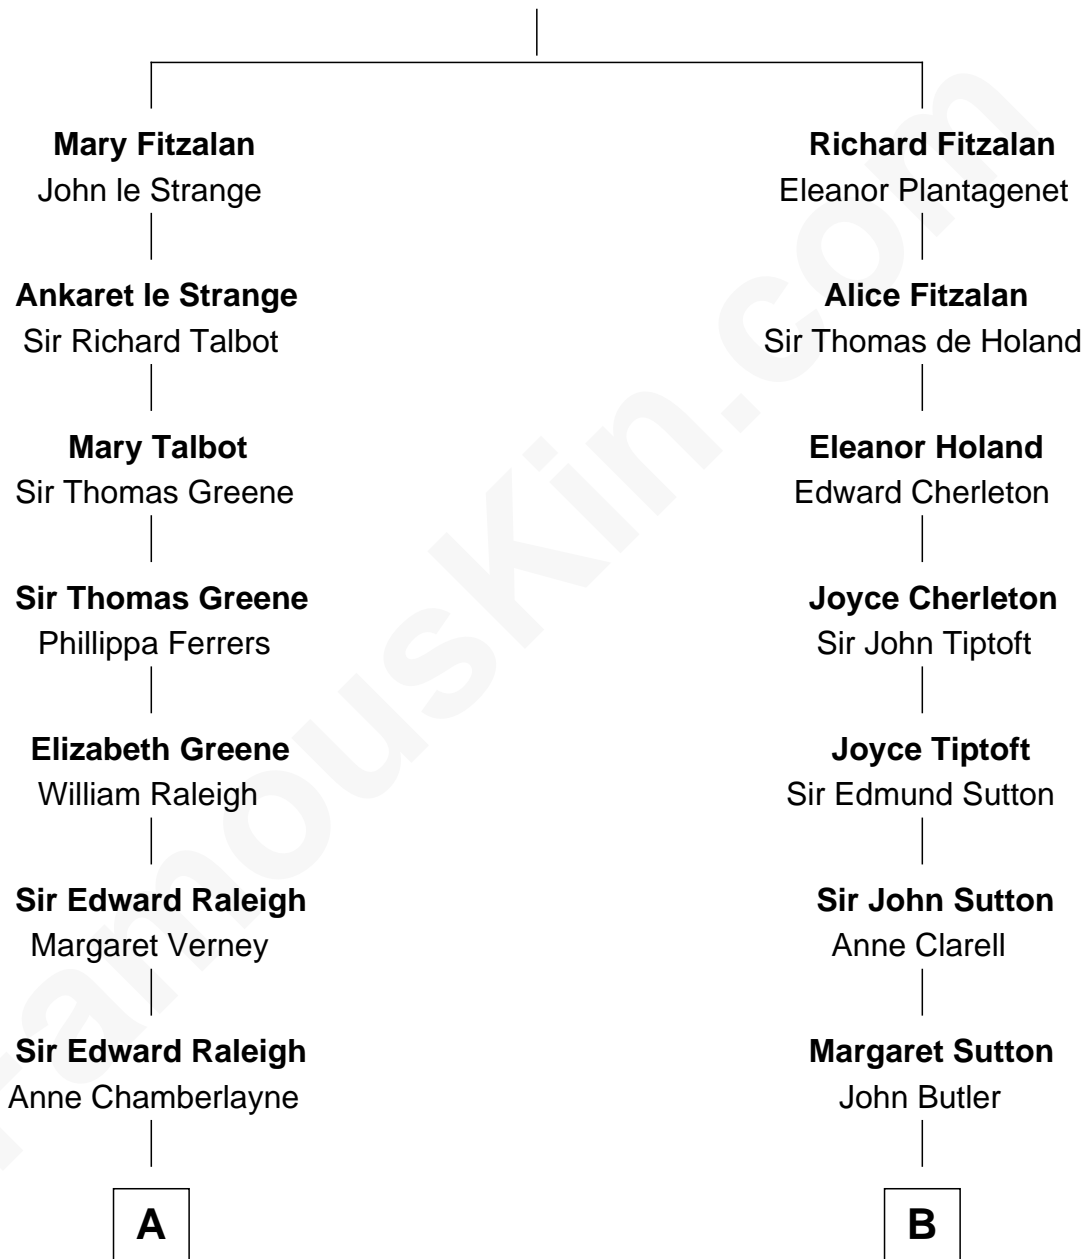 Mary Fitzalan
John le Strange
Ankaret le Strange
Sir Richard Talbot
Mary Talbot
Sir Thomas Greene
Sir Thomas Greene
Phillippa Ferrers
Elizabeth Greene
William Raleigh
Sir Edward Raleigh
Margaret Verney
Sir Edward Raleigh
Anne Chamberlayne
A
Richard Fitzalan
Eleanor Plantagenet
Alice Fitzalan
Sir Thomas de Holand
Eleanor Holand
Edward Cherleton
Joyce Cherleton
Sir John Tiptoft
Joyce Tiptoft
Sir Edmund Sutton
Sir John Sutton
Anne Clarell
Margaret Sutton
John Butler
B
FamousKin.com